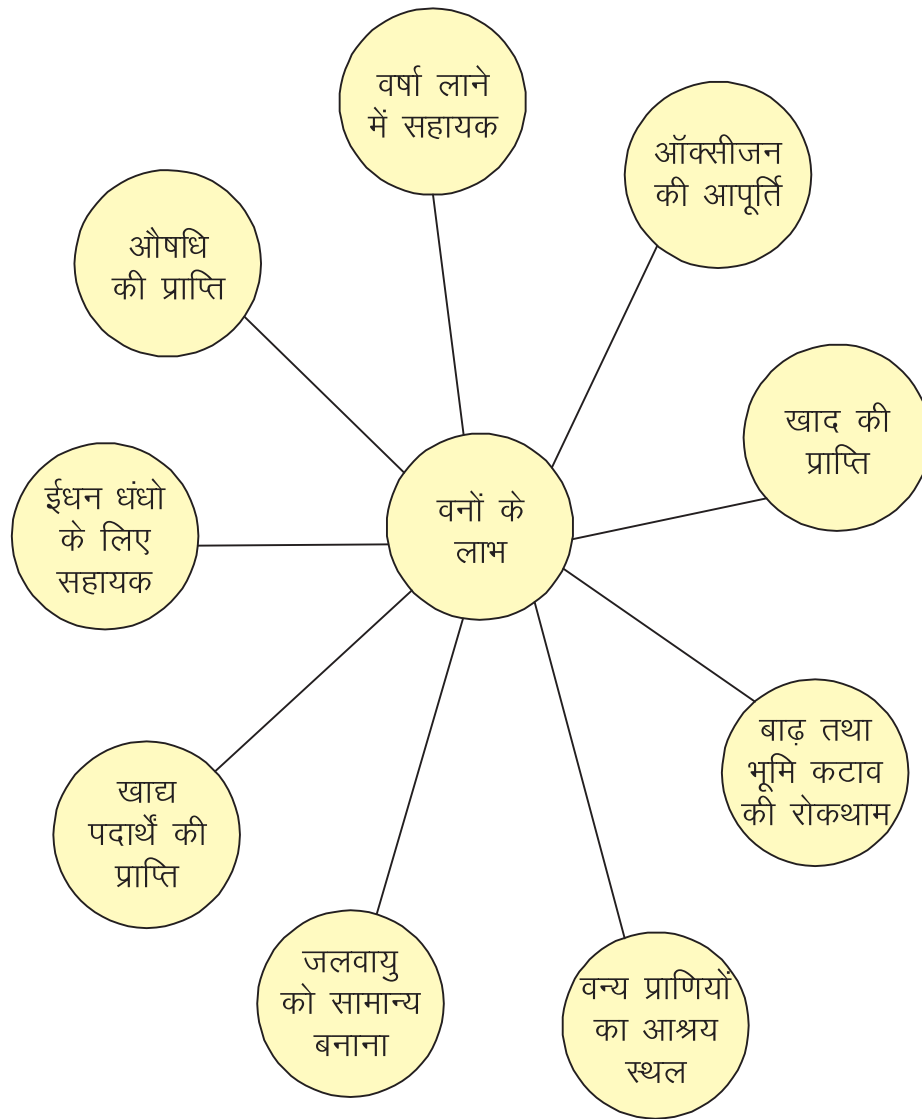 वर्षा लाने
में सहायक
ऑक्सीजन
की आपूर्ति
औषधि
की प्राप्ति
खाद की
प्राप्ति
ईधन धंधो
के लिए
सहायक
वनों के
लाभ
बाढ़ तथा
भूमि कटाव
की रोकथाम
खाद्य
पदार्थें की
प्राप्ति
जलवायु
को सामान्य
बनाना
वन्य प्राणियों
का आश्रय
स्थल